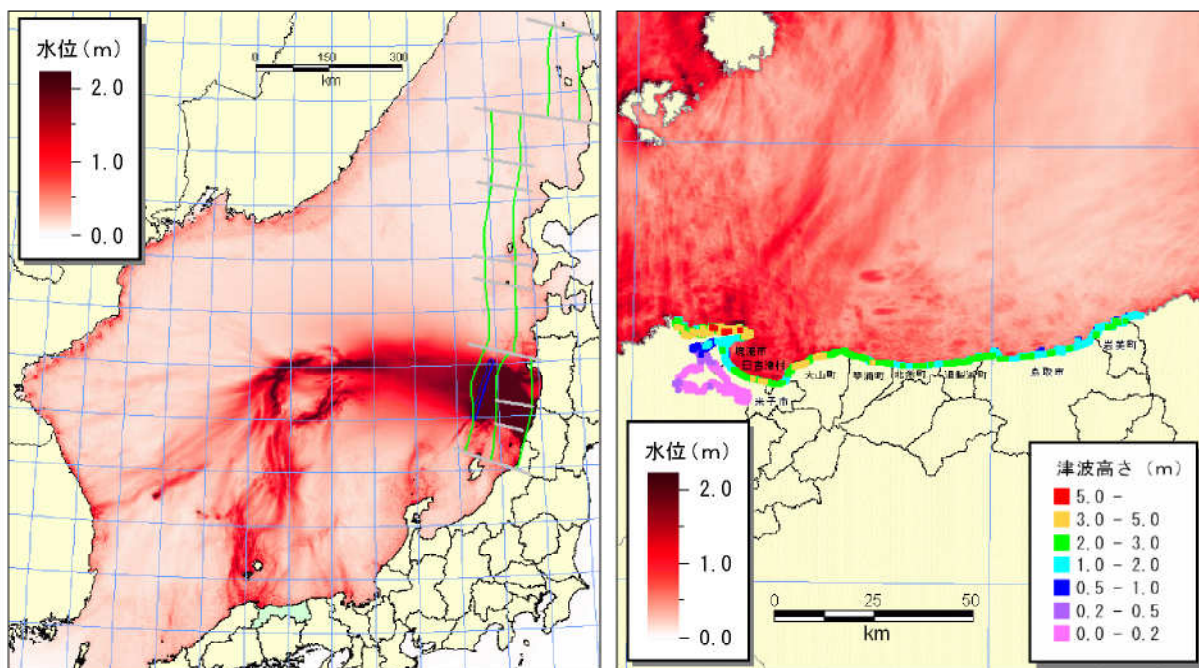 水位(m)
2.0
1.0
0.0
0 150 300
km
境港市
日吉津村
米子市
大山町
琴浦町
北栄町
湯梨浜町
鳥取市
岩美町
水位(m)
2.0
1.0
0.0
0 25 50
km
津波高さ (m)
5.0 -
3.0 - 5.0
2.0 - 3.0
1.0 - 2.0
0.5 - 1.0
0.2 - 0.5
0.0 - 0.2